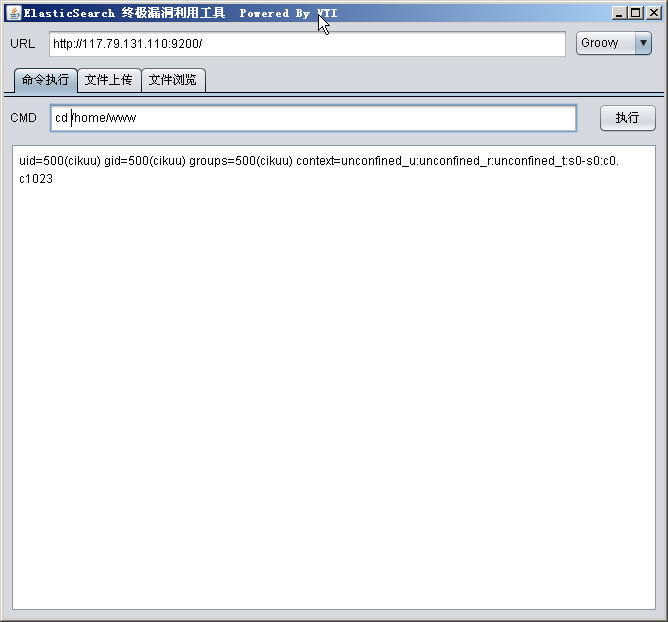 ElasticSearch 终极漏洞利用工具 Powered By VTI
URL http://117.79.131.110:9200/ Groovy
命令执行 文件上传 文件浏览
CMD cd /home/www 执行
uid=500(cikuu) gid=500(cikuu) groups=500(cikuu) context=unconfined_u:unconfined_r:unconfined_t:s0-s0:c0.
c1023